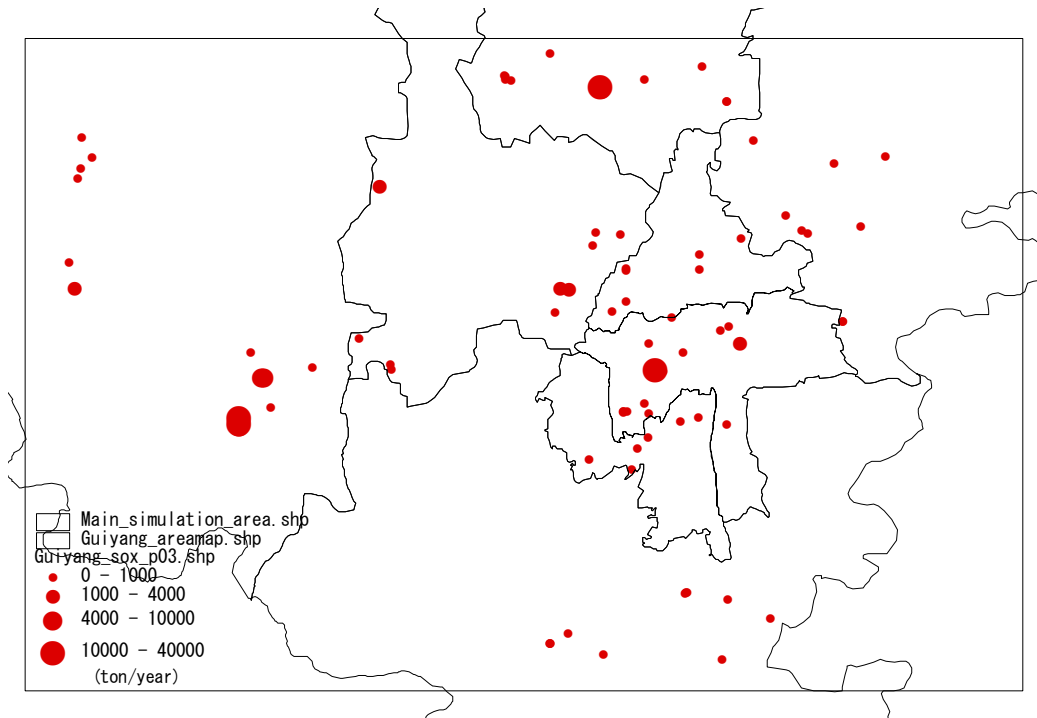 Main_simulation_area.shp
Guiyang_areamap.shp
Guiyang_sox_p03.shp
0 - 1000
1000 - 4000
4000 - 10000
10000 - 40000
(ton/year)